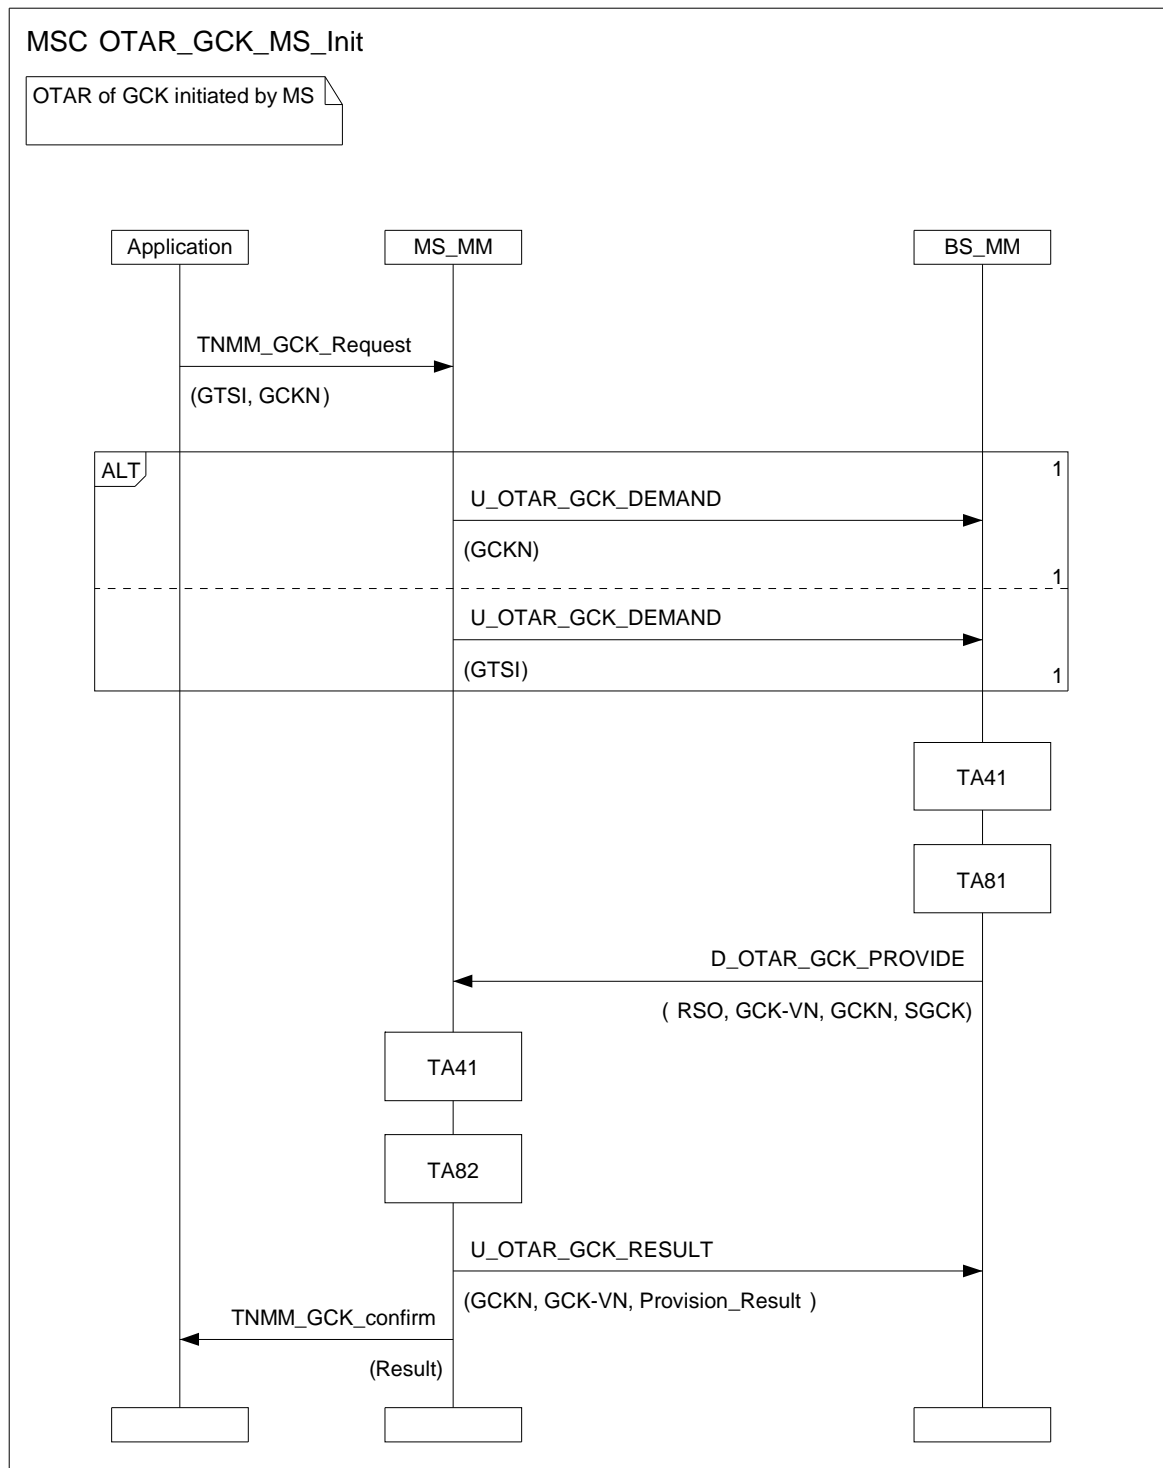 MSC OTAR_GCK_MS_Init
OTAR of GCK initiated by MS
Application
MS_MM
BS_MM
TNMM_GCK_Request
(GTSI, GCKN)
ALT
1
U_OTAR_GCK_DEMAND
(GCKN)
1
U_OTAR_GCK_DEMAND
(GTSI)
1
TA41
TA81
D_OTAR_GCK_PROVIDE
( RSO, GCK-VN, GCKN, SGCK)
TA41
TA82
U_OTAR_GCK_RESULT
(GCKN, GCK-VN, Provision_Result )
TNMM_GCK_confirm
(Result)